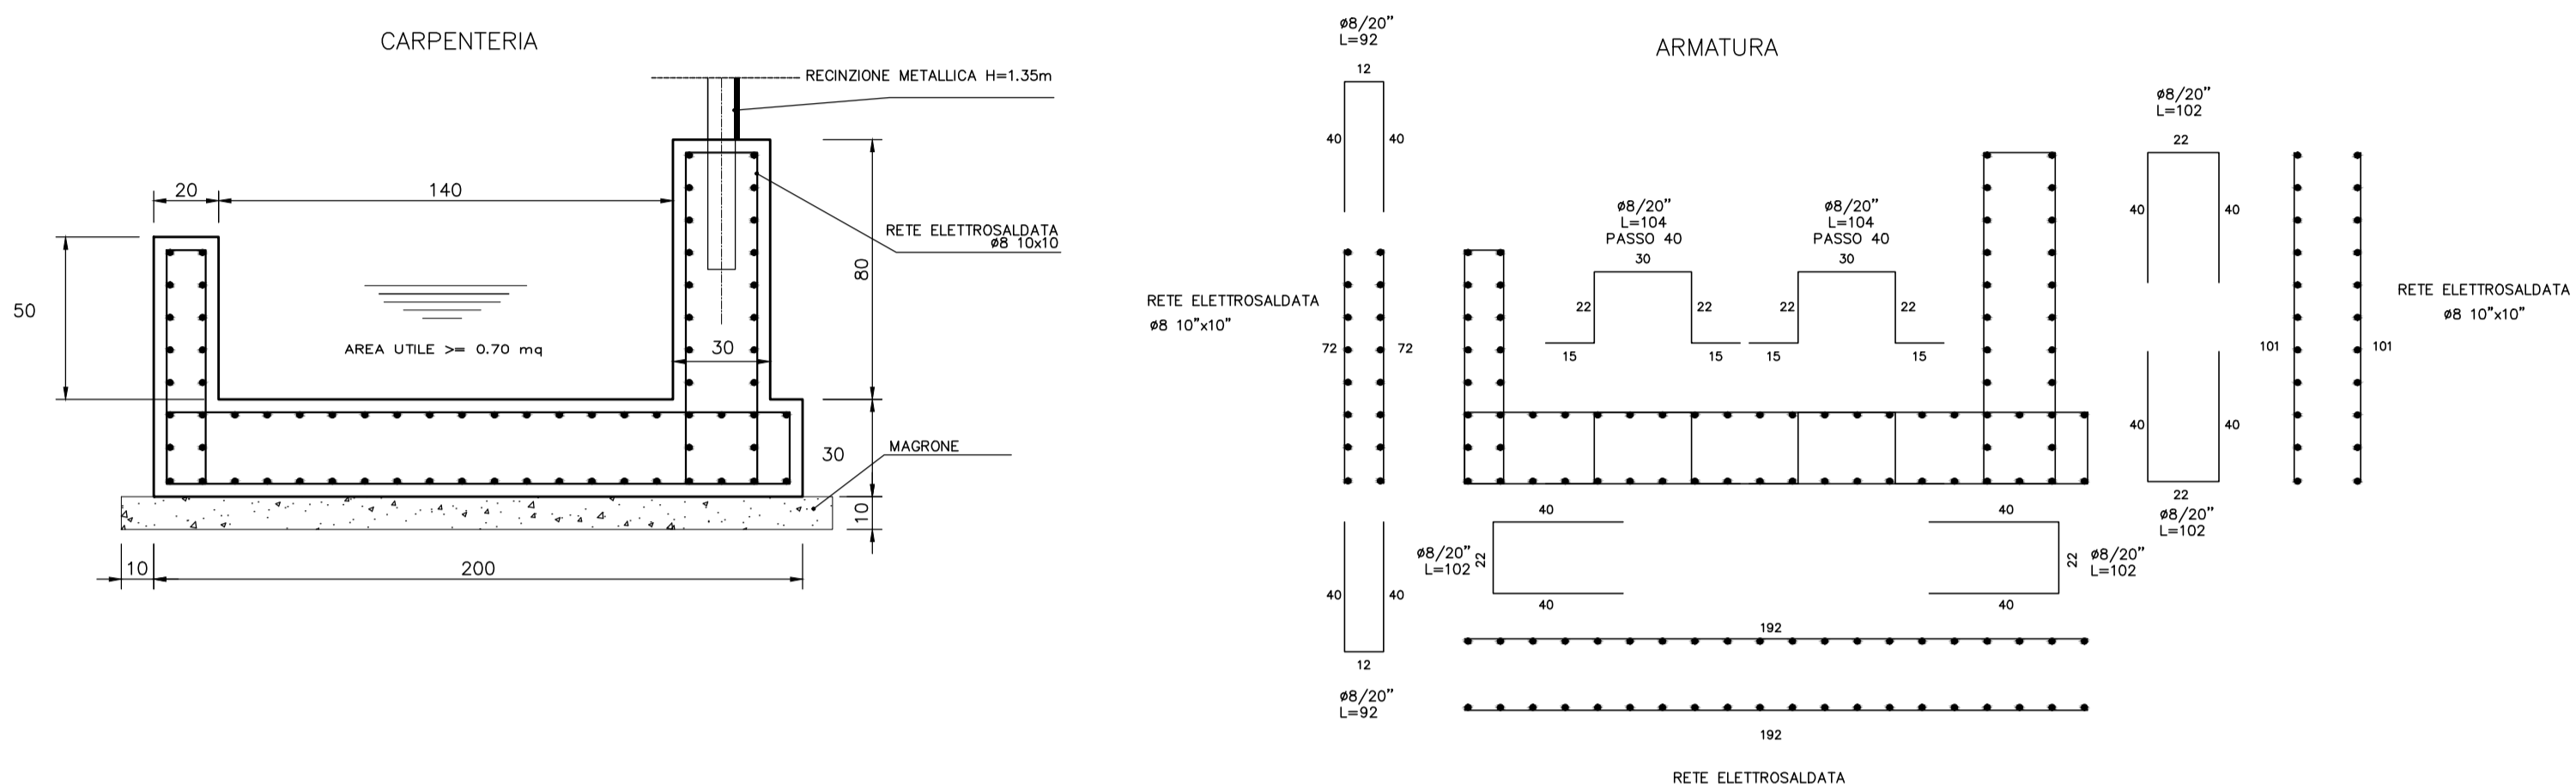 CARPENTERIA
RECINZIONE METALLICA H=1.35m
20
140
RETE ELETTROSALDATA
ø8 10x10
80
50
AREA UTILE >= 0.70 mq
30
30
MAGRONE
10
10
200
ARMATURA
ø8/20"
L=92
12
40
40
RETE ELETTROSALDATA
ø8 10"x10"
72
72
40
40
12
ø8/20"
L=92
ø8/20"
L=104
PASSO 40
30
22
22
15
15
ø8/20"
L=104
PASSO 40
30
22
22
15
15
40
ø8/20"
L=102
22
40
40
22
ø8/20"
L=102
40
192
192
RETE ELETTROSALDATA
ø8/20"
L=102
22
40
40
40
40
22
ø8/20"
L=102
101
101
RETE ELETTROSALDATA
ø8 10"x10"